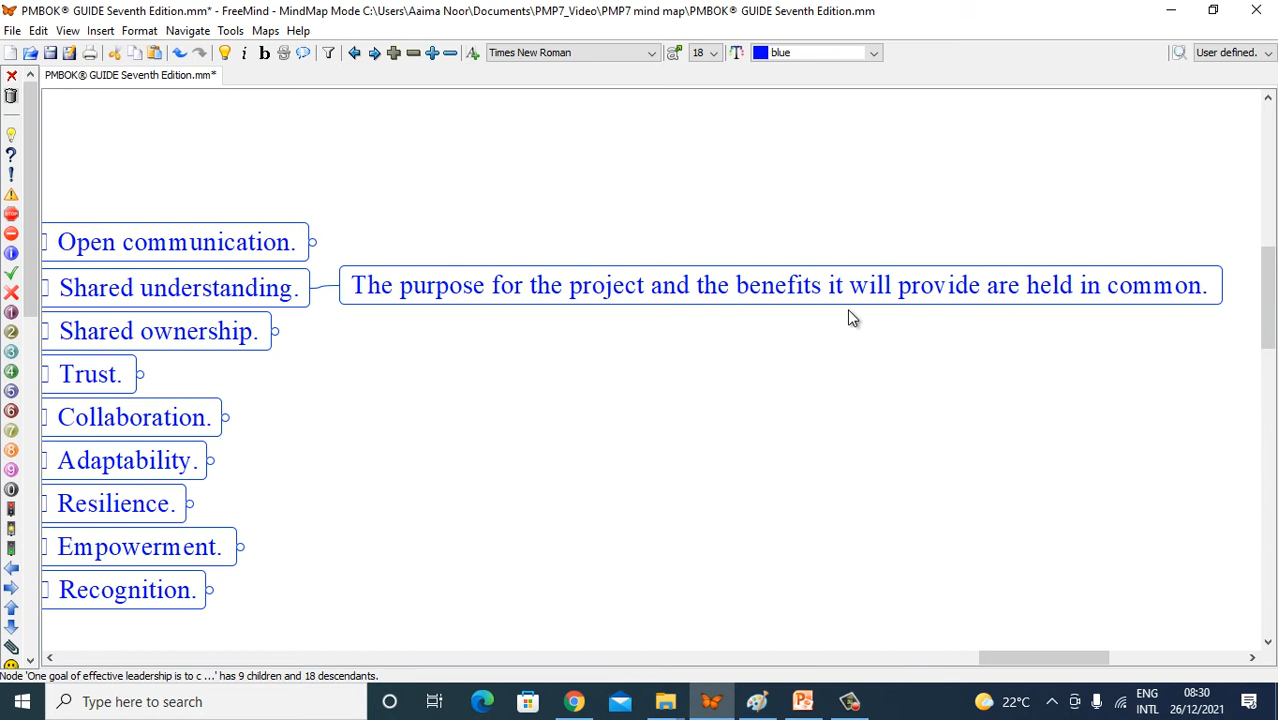 PMBOK® GUIDE Seventh Edition.mm* - FreeMind - MindMap Mode C:\Users\Aaima Noor\Documents\PMP7_Video\PMP7 mind map\PMBOK® GUIDE Seventh Edition.mm
File Edit View Insert Format Navigate Tools Maps Help
Times New Roman 18 blue User defined.
PMBOK® GUIDE Seventh Edition.mm*
Open communication.
Shared understanding.
The purpose for the project and the benefits it will provide are held in common.
Shared ownership.
Trust.
Collaboration.
Adaptability.
Resilience.
Empowerment.
Recognition.
Node 'One goal of effective leadership is to c ...' has 9 children and 18 descendants.
Type here to search
22°C
ENG
INTL
08:30
26/12/2021